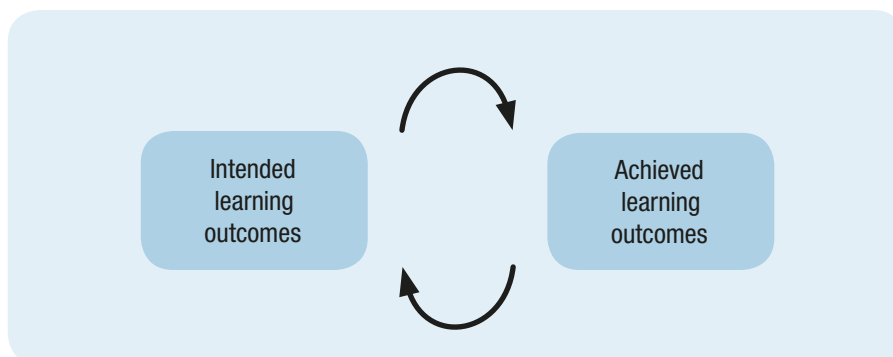 Intended
learning
outcomes
Achieved
learning
outcomes